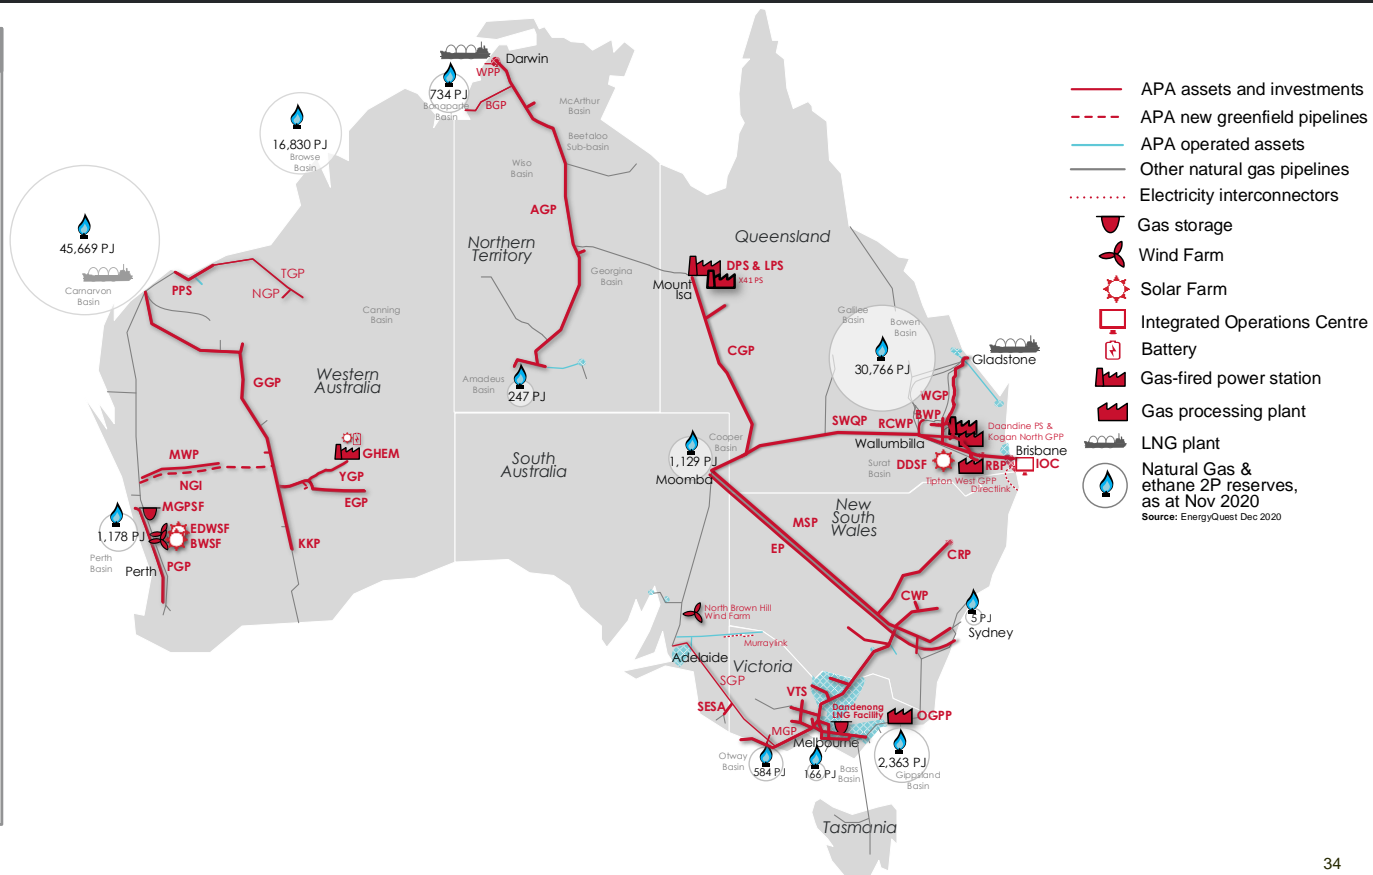 Darwin
WPP
734 PJ
Bonaparte
Basin
BGP
McArthur
Basin
Beetaloo
Sub-basin
16,830 PJ
Browse
Basin
Wiso
Basin
AGP
45,669 PJ
Carnarvon
Basin
Northern
Territory
Queensland
TGP
NGP
PPS
Georgina
Basin
DPS & LPS
X41 PS
Mount
Isa
Canning
Basin
Galilee
Basin
Bowen
Basin
30,766 PJ
Gladstone
CGP
GGP
Western
Australia
Amadeus
Basin
247 PJ
WGP
BWP
SWQP
RCWP
Daandine PS &
Kogan North GPP
Wallumbilla
Brisbane
IOC
RBP
DDSF
Surat
Basin
Tipton West GPP
Directlink
Cooper
Basin
1,129 PJ
Moomba
South
Australia
GHEM
MWP
NGI
YGP
EGP
MGPSF
EDWSF
BWSF
1,178 PJ
Perth
Basin
Perth
PGP
KKP
New
South
Wales
MSP
EP
CRP
CWP
5 PJ
Sydney
North Brown Hill
Wind Farm
Murraylink
Adelaide
Victoria
SGP
SESA
VTS
Dandenong
LNG Facility
OGPP
MGP
Melbourne
Otway
Basin
584 PJ
166 PJ
Bass
Basin
2,363 PJ
Gippsland
Basin
Tasmania
APA assets and investments
APA new greenfield pipelines
APA operated assets
Other natural gas pipelines
Electricity interconnectors
Gas storage
Wind Farm
Solar Farm
Integrated Operations Centre
Battery
Gas-fired power station
Gas processing plant
LNG plant
Natural Gas &
ethane 2P reserves,
as at Nov 2020
Source: EnergyQuest Dec 2020
34